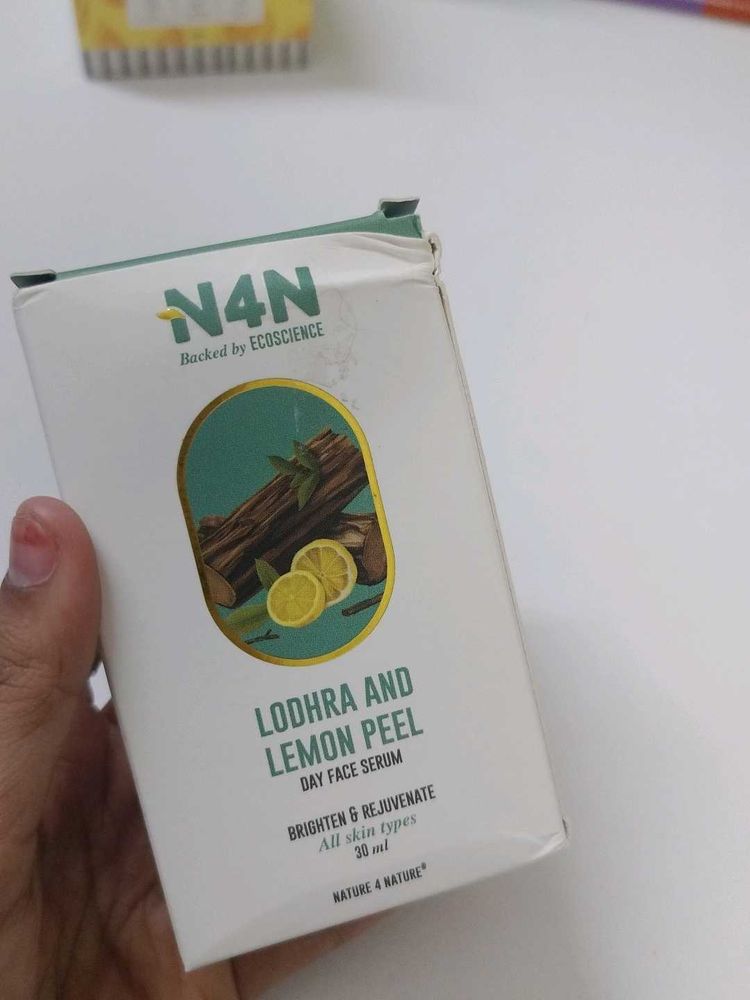 N4N
Backed by ECOSCIENCE
LODHRA AND
LEMON PEEL
DAY FACE SERUM
BRIGHTEN & REJUVENATE
All skin types
30 ml
NATURE 4 NATURE®